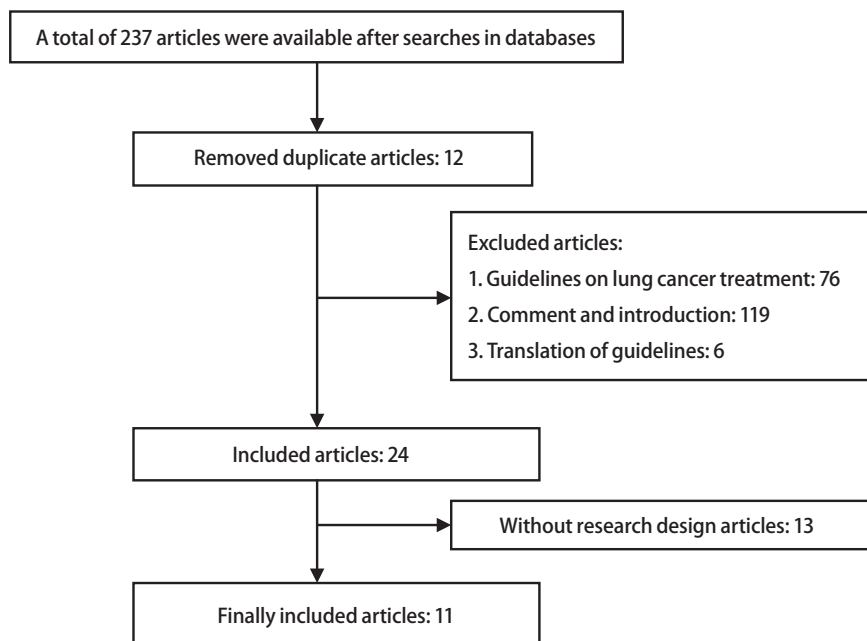 A total of 237 articles were available after searches in databases
Removed duplicate articles: 12
Excluded articles:
1. Guidelines on lung cancer treatment: 76
2. Comment and introduction: 119
3. Translation of guidelines: 6
Included articles: 24
Without research design articles: 13
Finally included articles: 11